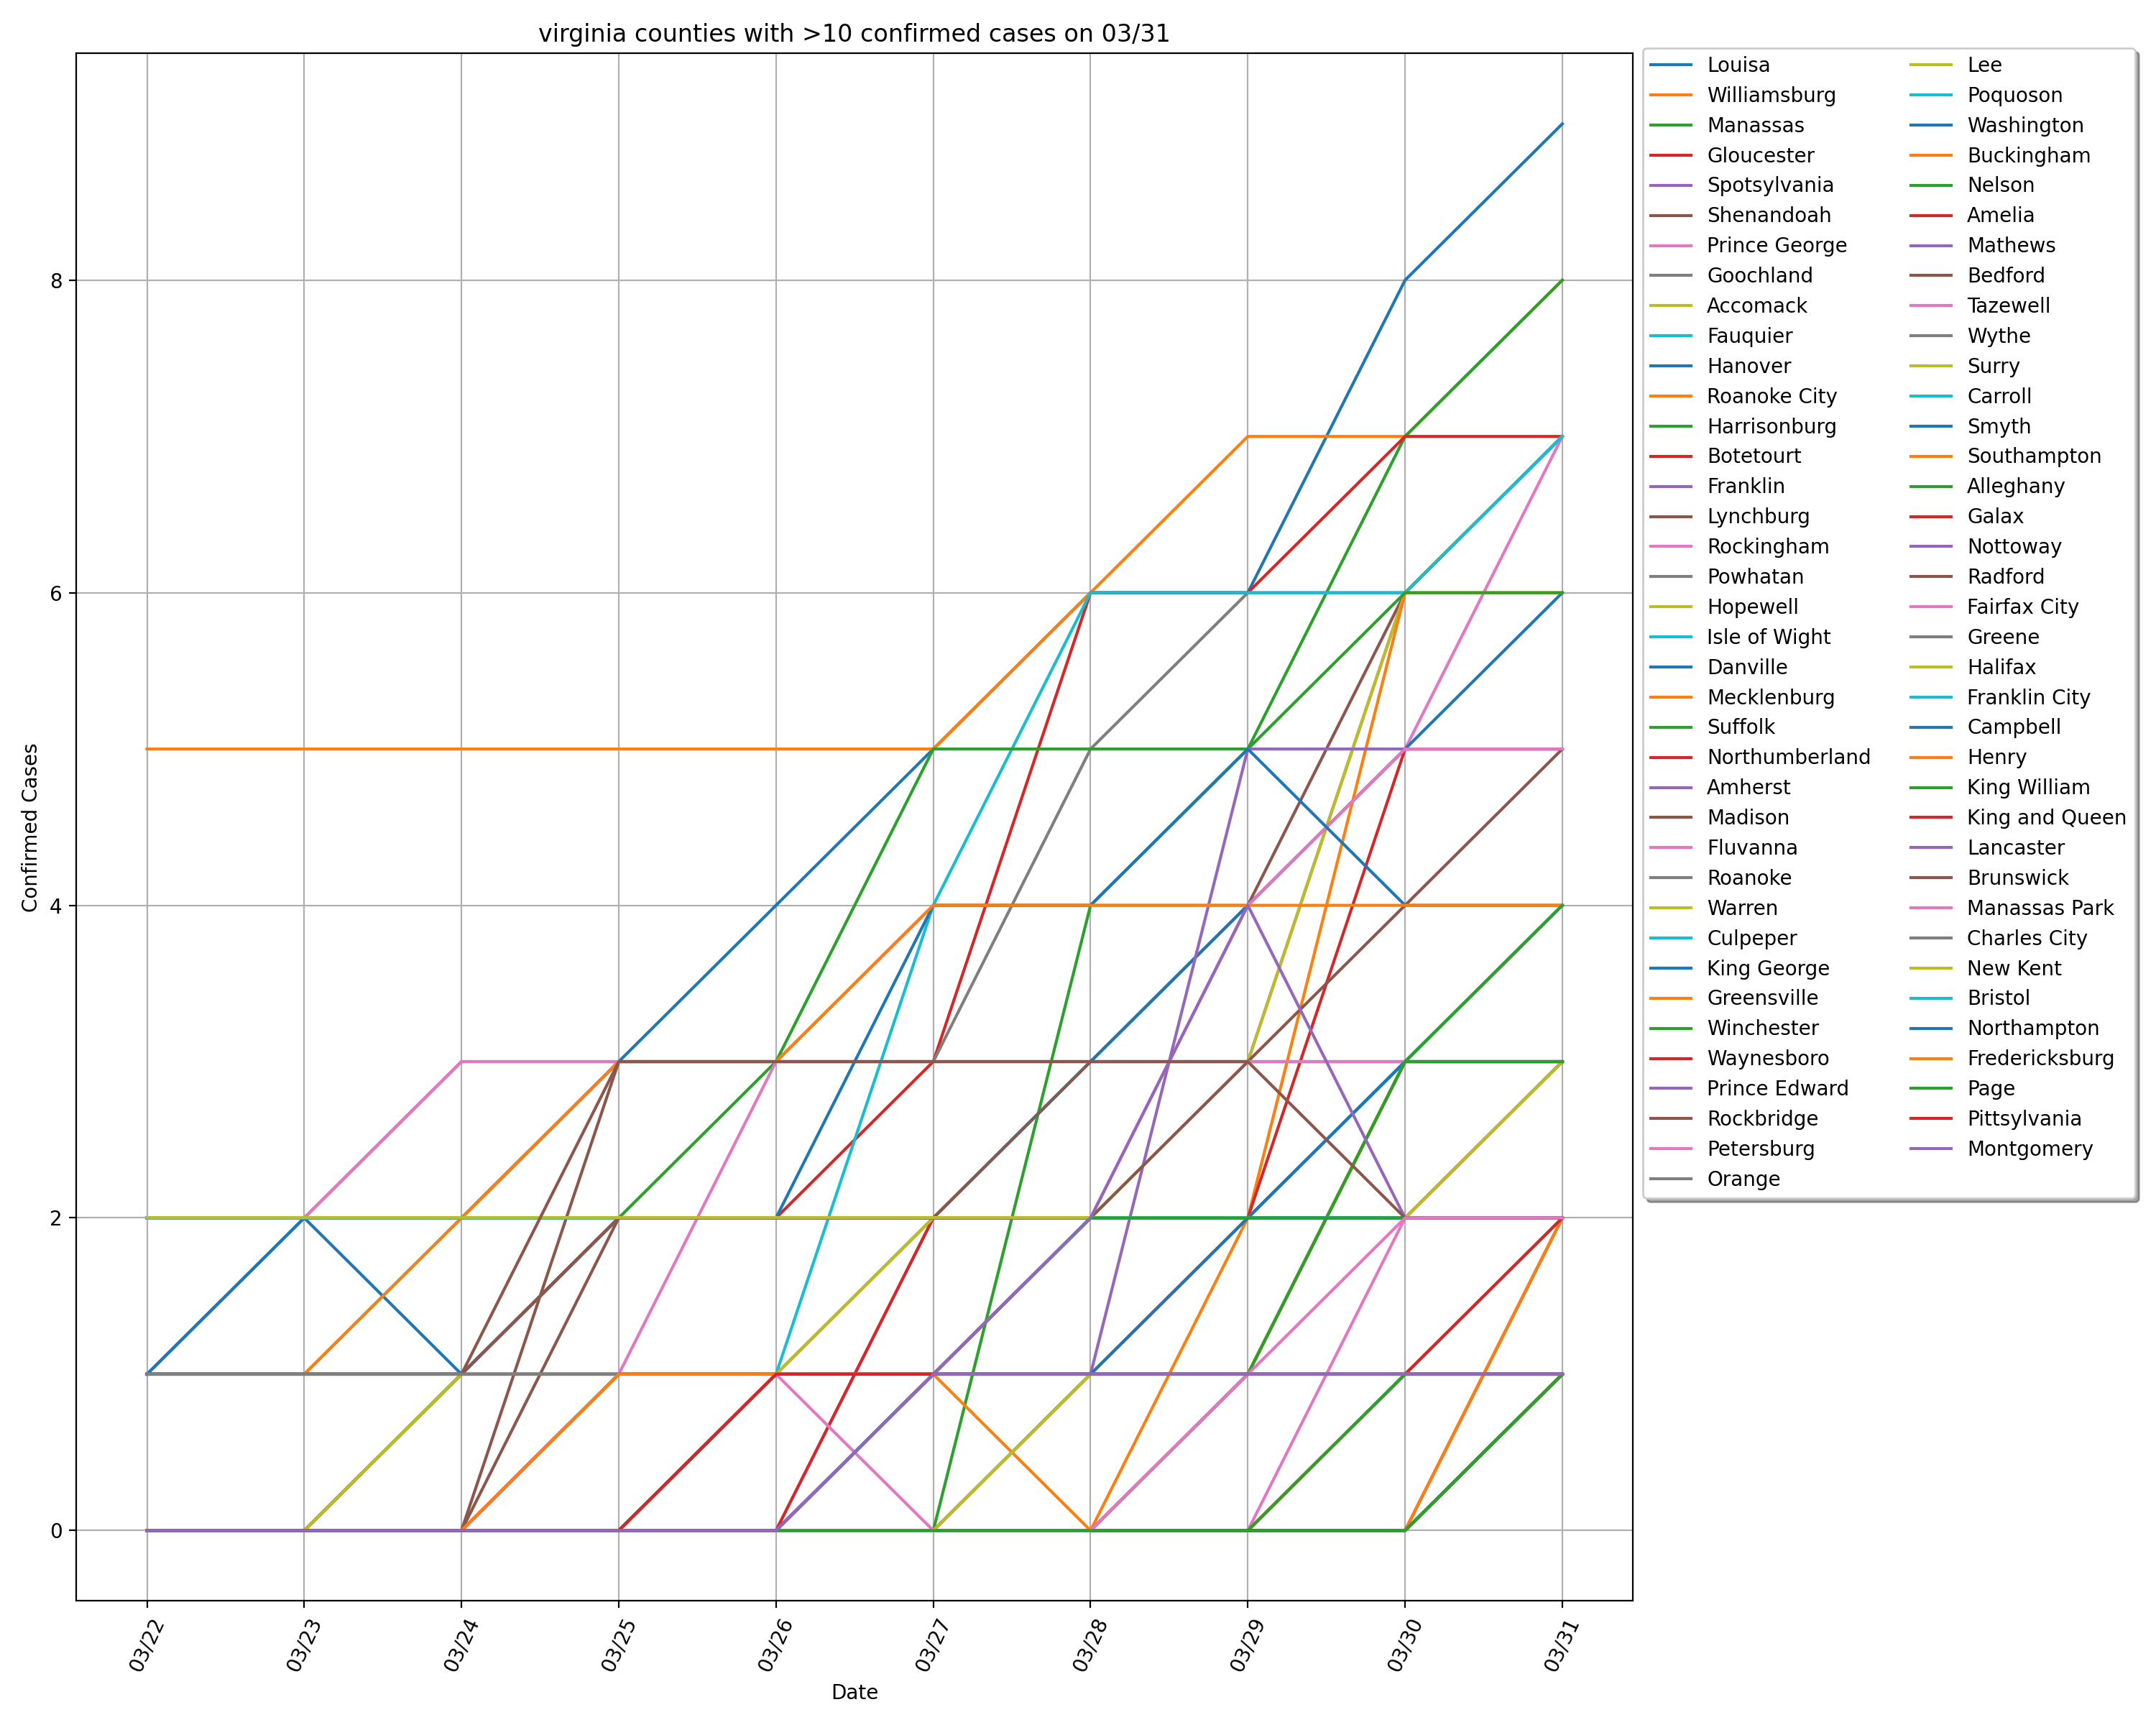 virginia counties with >10 confirmed cases on 03/31
Confirmed Cases
8
6
4
2
0
03/22
03/23
03/24
03/25
03/26
03/27
03/28
03/29
03/30
03/31
Date
Louisa
Williamsburg
Manassas
Gloucester
Spotsylvania
Shenandoah
Prince George
Goochland
Accomack
Fauquier
Hanover
Roanoke City
Harrisonburg
Botetourt
Franklin
Lynchburg
Rockingham
Powhatan
Hopewell
Isle of Wight
Danville
Mecklenburg
Suffolk
Northumberland
Amherst
Madison
Fluvanna
Roanoke
Warren
Culpeper
King George
Greensville
Winchester
Waynesboro
Prince Edward
Rockbridge
Petersburg
Orange
Lee
Poquoson
Washington
Buckingham
Nelson
Amelia
Mathews
Bedford
Tazewell
Wythe
Surry
Carroll
Smyth
Southampton
Alleghany
Galax
Nottoway
Radford
Fairfax City
Greene
Halifax
Franklin City
Campbell
Henry
King William
King and Queen
Lancaster
Brunswick
Manassas Park
Charles City
New Kent
Bristol
Northampton
Fredericksburg
Page
Pittsylvania
Montgomery